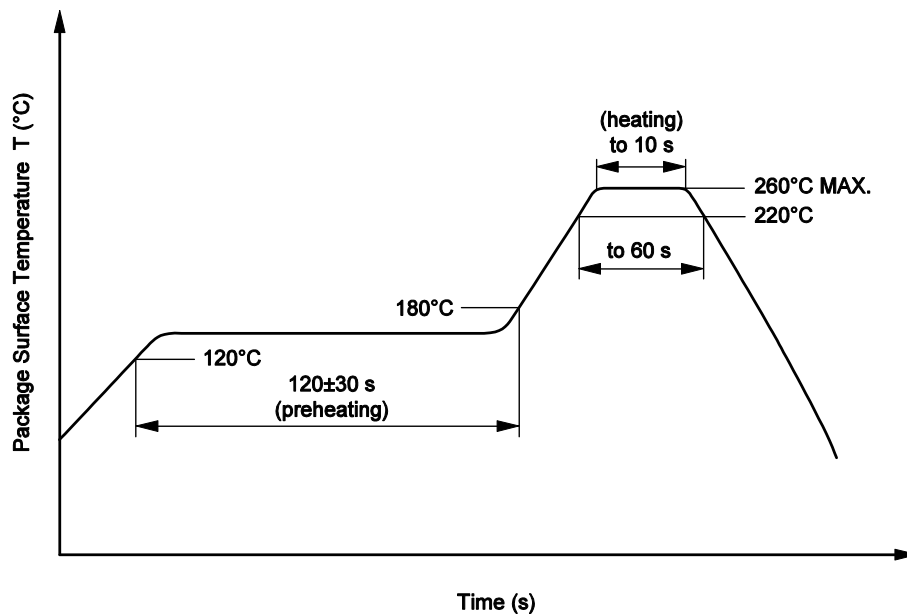 Package Surface Temperature T (°C)
(heating)
to 10 s
260°C MAX.
220°C
to 60 s
180°C
120°C
120±30 s
(preheating)
Time (s)